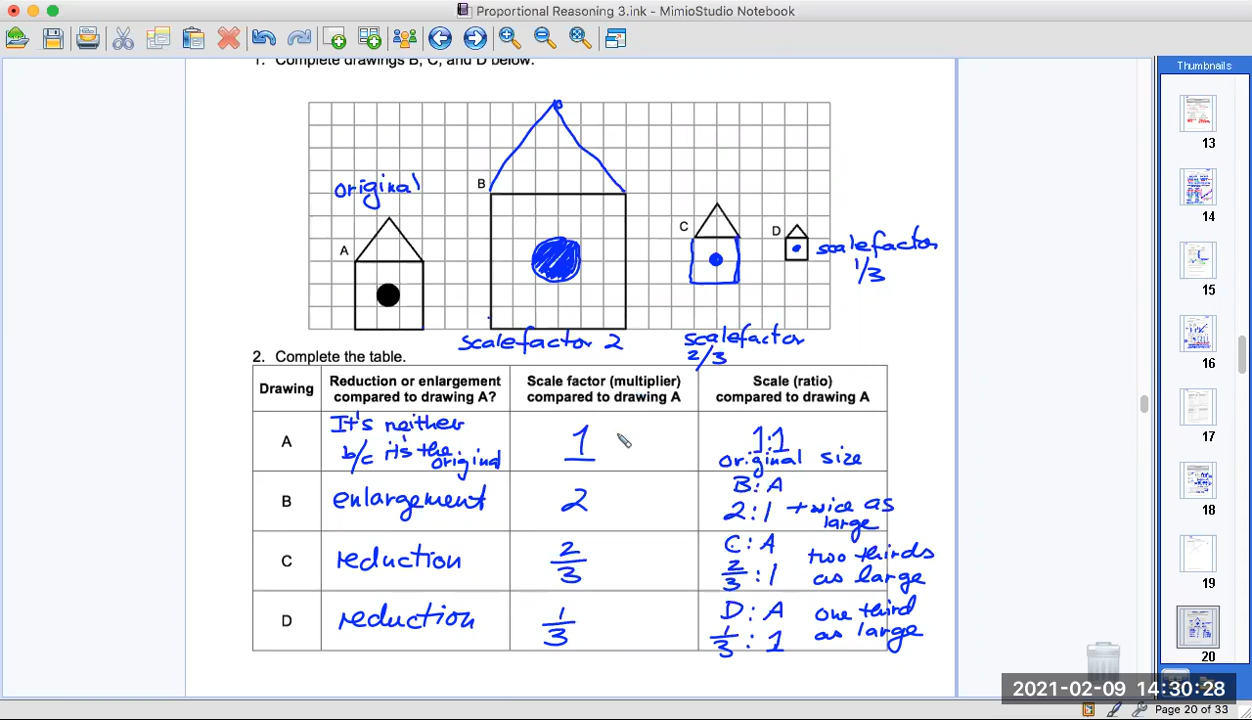 Proportional Reasoning 3.ink - MimioStudio Notebook
Thumbnails
1. Complete drawings B, C, and D below.
original
A
B
C
D
scalefactor
1/3
scalefactor 2
scalefactor
2/3
2. Complete the table.
Drawing
Reduction or enlargement
compared to drawing A?
Scale factor (multiplier)
compared to drawing A
Scale (ratio)
compared to drawing A
A
It's neither
b/c it's the
original
1
1:1
original size
B
enlargement
2
B:A
2:1 twice as
large
C
reduction
2/3
C:A
2/3:1
two thirds
as large
D
reduction
1/3
D:A
1/3:1
one third
as large
13
14
15
16
17
18
19
20
2021-02-09 14:30:28
Page 20 of 33